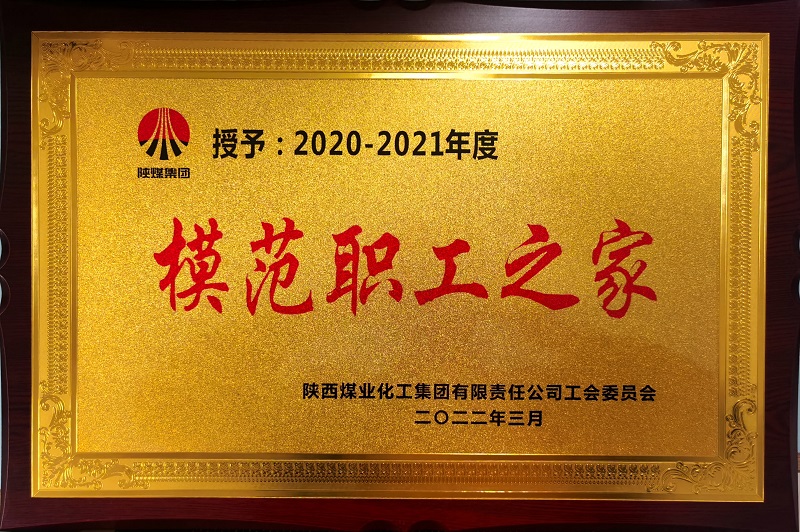 陕煤集团
授予：2020-2021年度
模范职工之家
陕西煤业化工集团有限责任公司工会委员会
二〇二二年三月